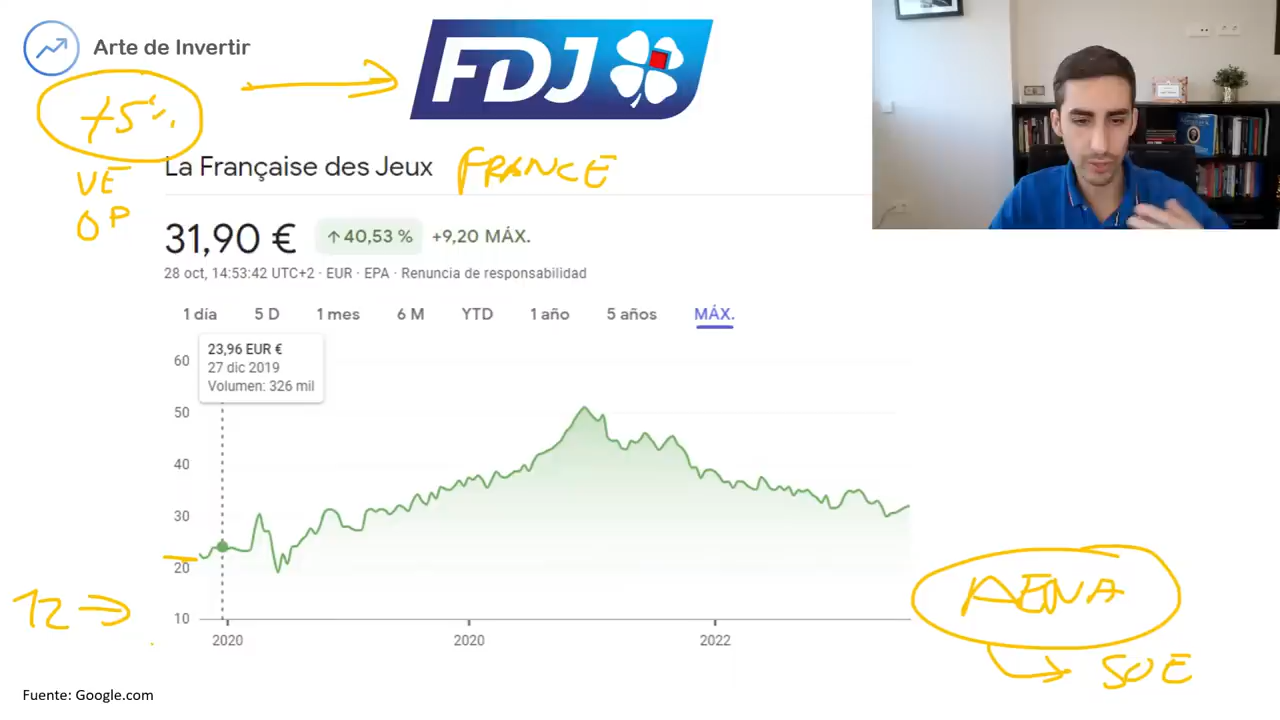 Arte de Invertir
FDJ
+5%
VE
OP
La Française des Jeux FRANCE
31,90 € ↑ 40,53 % +9,20 MÁX.
28 oct, 14:53:42 UTC+2 · EUR · EPA · Renuncia de responsabilidad
1 día 5 D 1 mes 6 M YTD 1 año 5 años MÁX.
23,96 EUR €
27 dic 2019
Volumen: 326 mil
60
50
40
30
20
10
2020 2020 2022
12 →
AENA
SOE
Fuente: Google.com